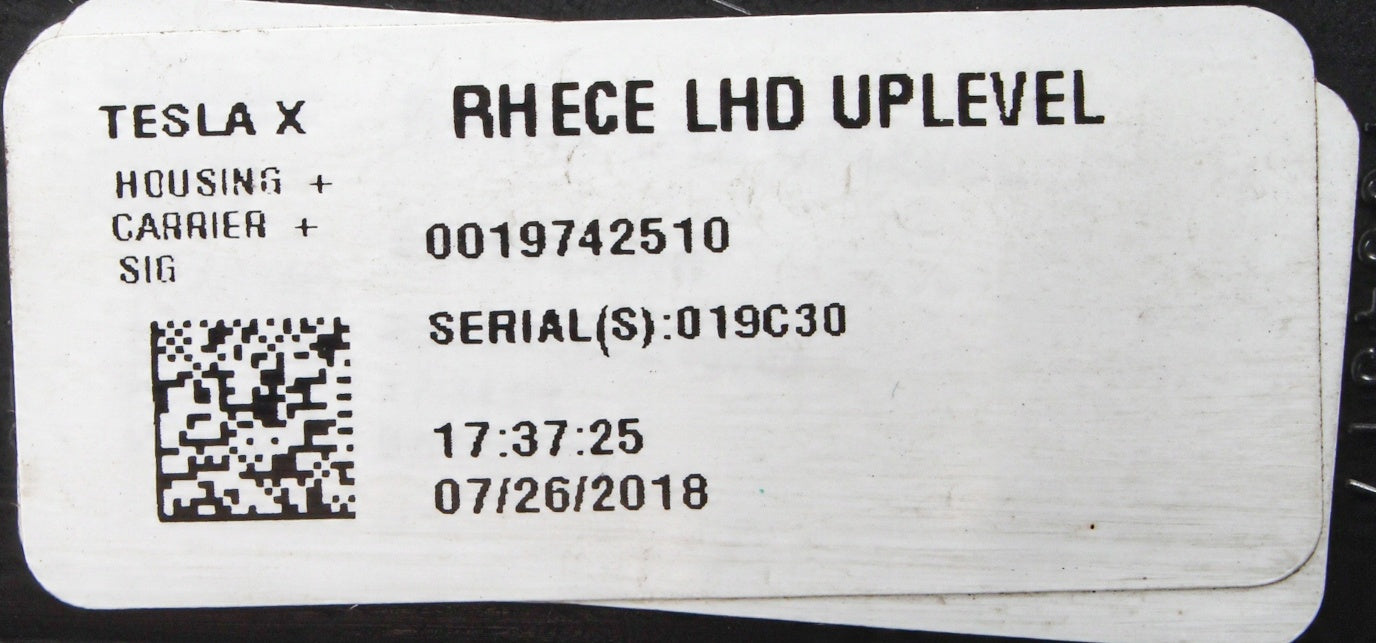 TESLA X
RHECE LHD UPLEVEL
HOUSING +
CARRIER +
SIG
0019742510
SERIAL(S):019C30
17:37:25
07/26/2018